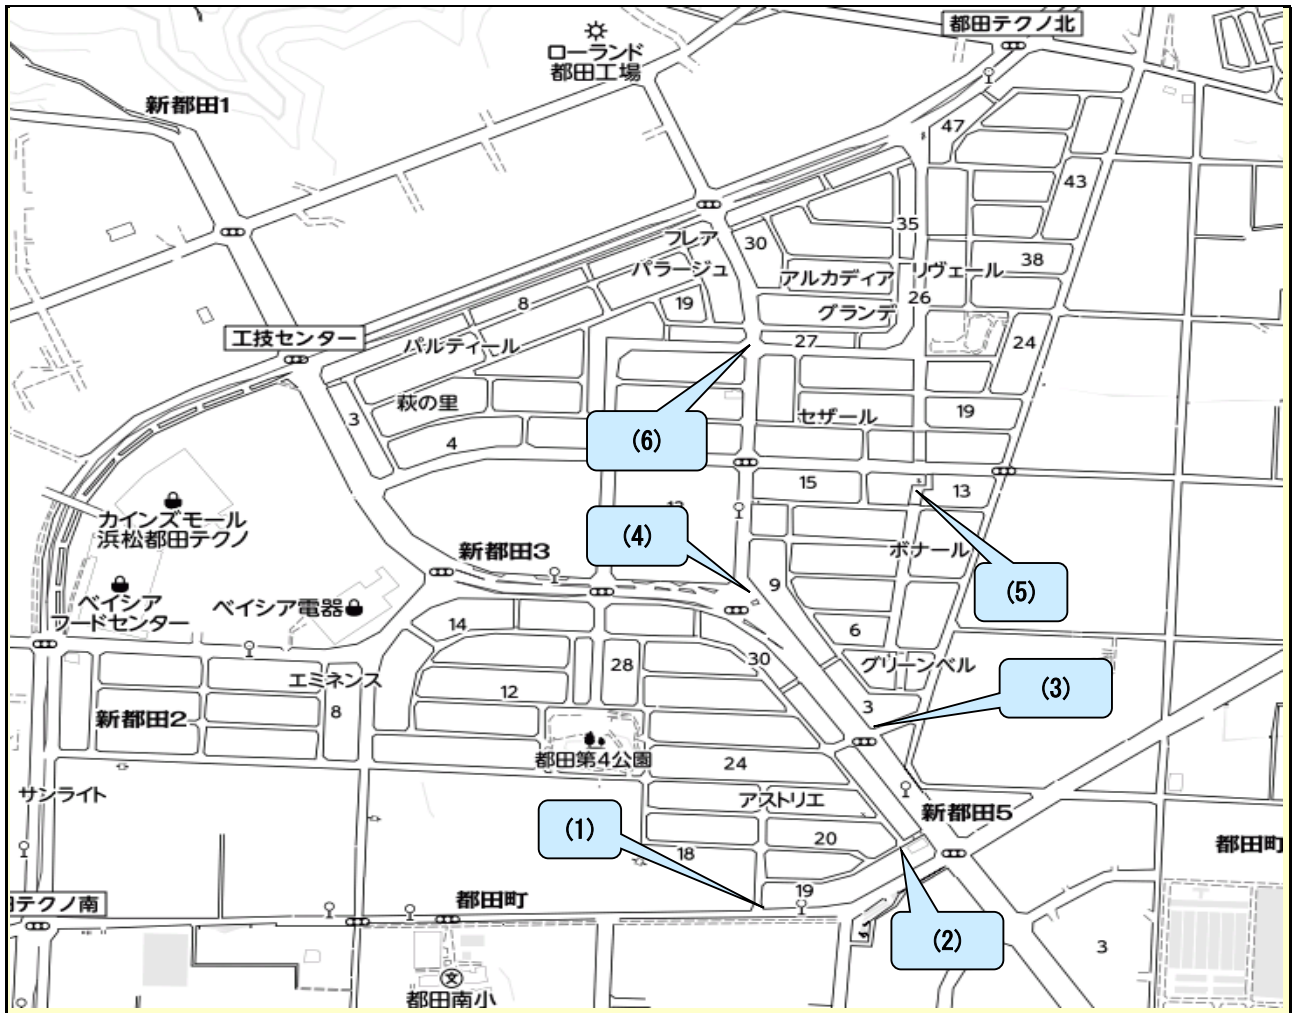 都田テクノ北
ローランド
都田工場
新都田1
47
43
35
フレア
30
パラージュ
アルカディア
リヴェール
38
8
19
26
グランデ
工技センター
パルティール
27
24
萩の里
3
セザール
19
4
(6)
15
13
カインズモール
浜松都田テクノ
(4)
新都田3
ボナール
(5)
ベイシア
フードセンター
ベイシア電器
9
14
6
28
30
グリーンベル
エミネンス
12
(3)
新都田2
8
3
都田第4公園
24
サンライト
アストリエ
新都田5
(1)
20
都田町
18
19
テクノ南
都田町
(2)
3
文
都田南小